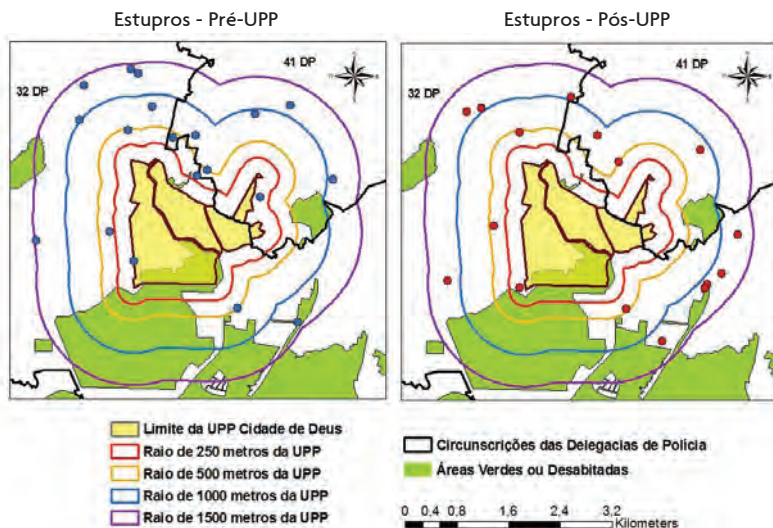 Estupros - Pré-UPP
Estupros - Pós-UPP
41 DP
32 DP
41 DP
32 DP
Limite da UPP Cidade de Deus
Raio de 250 metros da UPP
Raio de 500 metros da UPP
Raio de 1000 metros da UPP
Raio de 1500 metros da UPP
Circunscrições das Delegacias de Polícia
Áreas Verdes ou Desabitadas
0 0,4 0,8 1,6 2,4 3,2
Kilometers